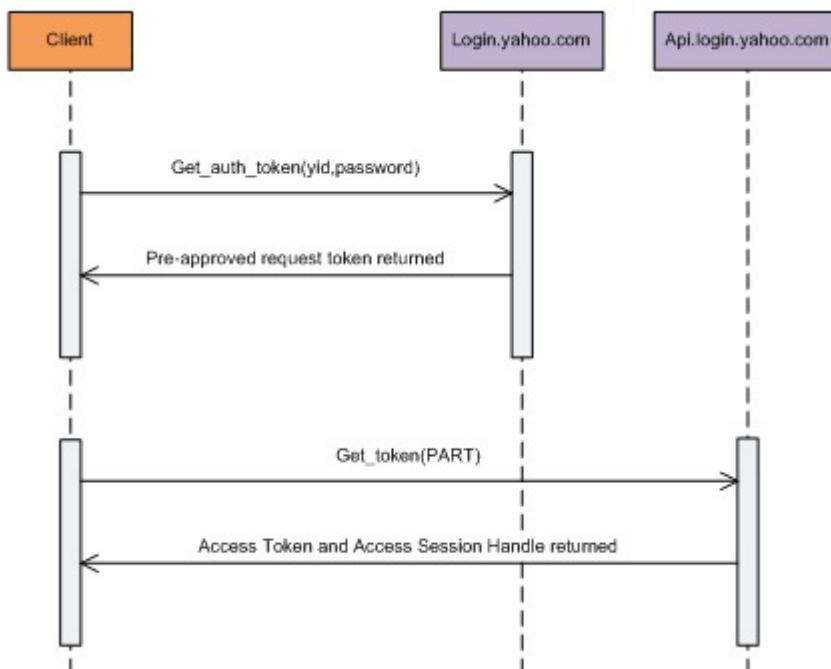 Client
Login.yahoo.com
Api.login.yahoo.com
Get_auth_token(yid,password)
Pre-approved request token returned
Get_token(PART)
Access Token and Access Session Handle returned